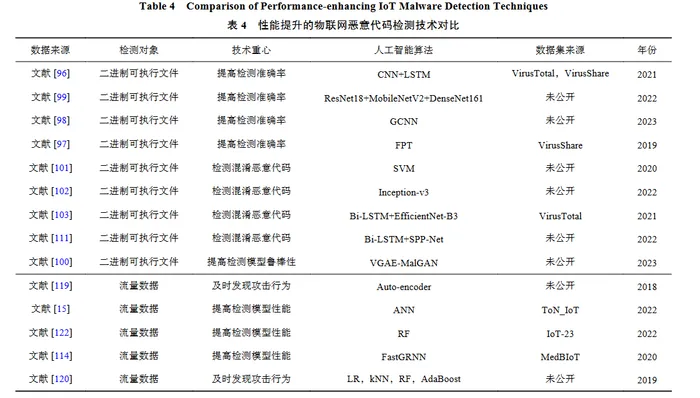 Table 4 Comparison of Performance-enhancing IoT Malware Detection Techniques
表 4 性能提升的物联网恶意代码检测技术对比
数据来源 检测对象 技术重心 人工智能算法 数据集来源 年份
文献 [96] 二进制可执行文件 提高检测准确率 CNN+LSTM VirusTotal，VirusShare 2021
文献 [99] 二进制可执行文件 提高检测准确率 ResNet18+MobileNetV2+DenseNet161 未公开 2022
文献 [98] 二进制可执行文件 提高检测准确率 GCNN 未公开 2023
文献 [97] 二进制可执行文件 提高检测准确率 FPT VirusShare 2019
文献 [101] 二进制可执行文件 检测混淆恶意代码 SVM 未公开 2020
文献 [102] 二进制可执行文件 检测混淆恶意代码 Inception-v3 未公开 2022
文献 [103] 二进制可执行文件 检测混淆恶意代码 Bi-LSTM+EfficientNet-B3 VirusTotal 2021
文献 [111] 二进制可执行文件 检测混淆恶意代码 Bi-LSTM+SPP-Net 未公开 2022
文献 [100] 二进制可执行文件 提高检测模型鲁棒性 VGAE-MalGAN 未公开 2023
文献 [119] 流量数据 及时发现攻击行为 Auto-encoder 未公开 2018
文献 [15] 流量数据 提高检测模型性能 ANN ToN_IoT 2022
文献 [122] 流量数据 提高检测模型性能 RF IoT-23 2022
文献 [114] 流量数据 提高检测模型性能 FastGRNN MedBIoT 2020
文献 [120] 流量数据 及时发现攻击行为 LR，kNN，RF，AdaBoost 未公开 2019